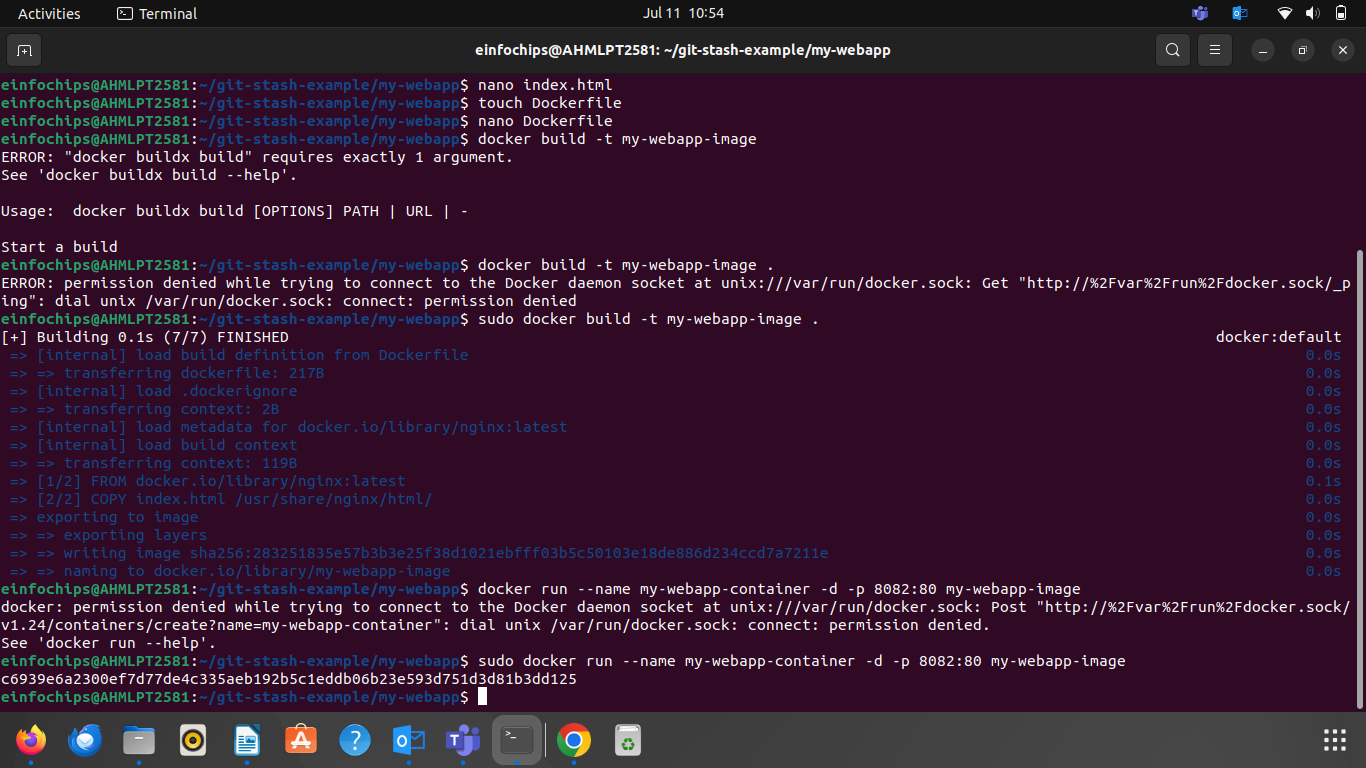 Activities
Terminal
Jul 11 10:54
einfochips@AHMLPT2581: ~/git-stash-example/my-webapp
einfochips@AHMLPT2581:~/git-stash-example/my-webapp$ nano index.html
einfochips@AHMLPT2581:~/git-stash-example/my-webapp$ touch Dockerfile
einfochips@AHMLPT2581:~/git-stash-example/my-webapp$ nano Dockerfile
einfochips@AHMLPT2581:~/git-stash-example/my-webapp$ docker build -t my-webapp-image
ERROR: "docker buildx build" requires exactly 1 argument.
See 'docker buildx build --help'.
Usage:  docker buildx build [OPTIONS] PATH | URL | -
Start a build
einfochips@AHMLPT2581:~/git-stash-example/my-webapp$ docker build -t my-webapp-image .
ERROR: permission denied while trying to connect to the Docker daemon socket at unix:///var/run/docker.sock: Get "http://%2Fvar%2Frun%2Fdocker.sock/_p
ing": dial unix /var/run/docker.sock: connect: permission denied
einfochips@AHMLPT2581:~/git-stash-example/my-webapp$ sudo docker build -t my-webapp-image .
[+] Building 0.1s (7/7) FINISHED docker:default
=> [internal] load build definition from Dockerfile 0.0s
=> => transferring dockerfile: 217B 0.0s
=> [internal] load .dockerignore 0.0s
=> => transferring context: 2B 0.0s
=> [internal] load metadata for docker.io/library/nginx:latest 0.0s
=> [internal] load build context 0.0s
=> => transferring context: 119B 0.0s
=> [1/2] FROM docker.io/library/nginx:latest 0.1s
=> [2/2] COPY index.html /usr/share/nginx/html/ 0.0s
=> exporting to image 0.0s
=> => exporting layers 0.0s
=> => writing image sha256:283251835e57b3b3e25f38d1021ebfff03b5c50103e18de886d234ccd7a7211e 0.0s
=> => naming to docker.io/library/my-webapp-image 0.0s
einfochips@AHMLPT2581:~/git-stash-example/my-webapp$ docker run --name my-webapp-container -d -p 8082:80 my-webapp-image
docker: permission denied while trying to connect to the Docker daemon socket at unix:///var/run/docker.sock: Post "http://%2Fvar%2Frun%2Fdocker.sock/
v1.24/containers/create?name=my-webapp-container": dial unix /var/run/docker.sock: connect: permission denied.
See 'docker run --help'.
einfochips@AHMLPT2581:~/git-stash-example/my-webapp$ sudo docker run --name my-webapp-container -d -p 8082:80 my-webapp-image
c6939e6a2300ef7d77de4c335aeb192b5c1eddb06b23e593d751d3d81b3dd125
einfochips@AHMLPT2581:~/git-stash-example/my-webapp$